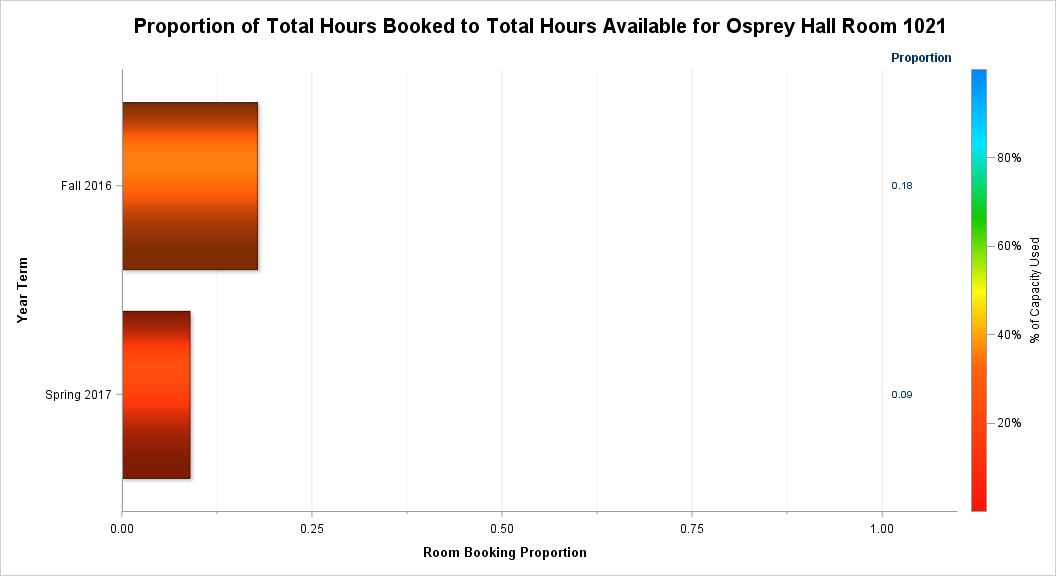 Proportion of Total Hours Booked to Total Hours Available for Osprey Hall Room 1021
Proportion
Fall 2016
0.18
Spring 2017
0.09
Year Term
0.00 0.25 0.50 0.75 1.00
Room Booking Proportion
80%
60%
40%
20%
% of Capacity Used